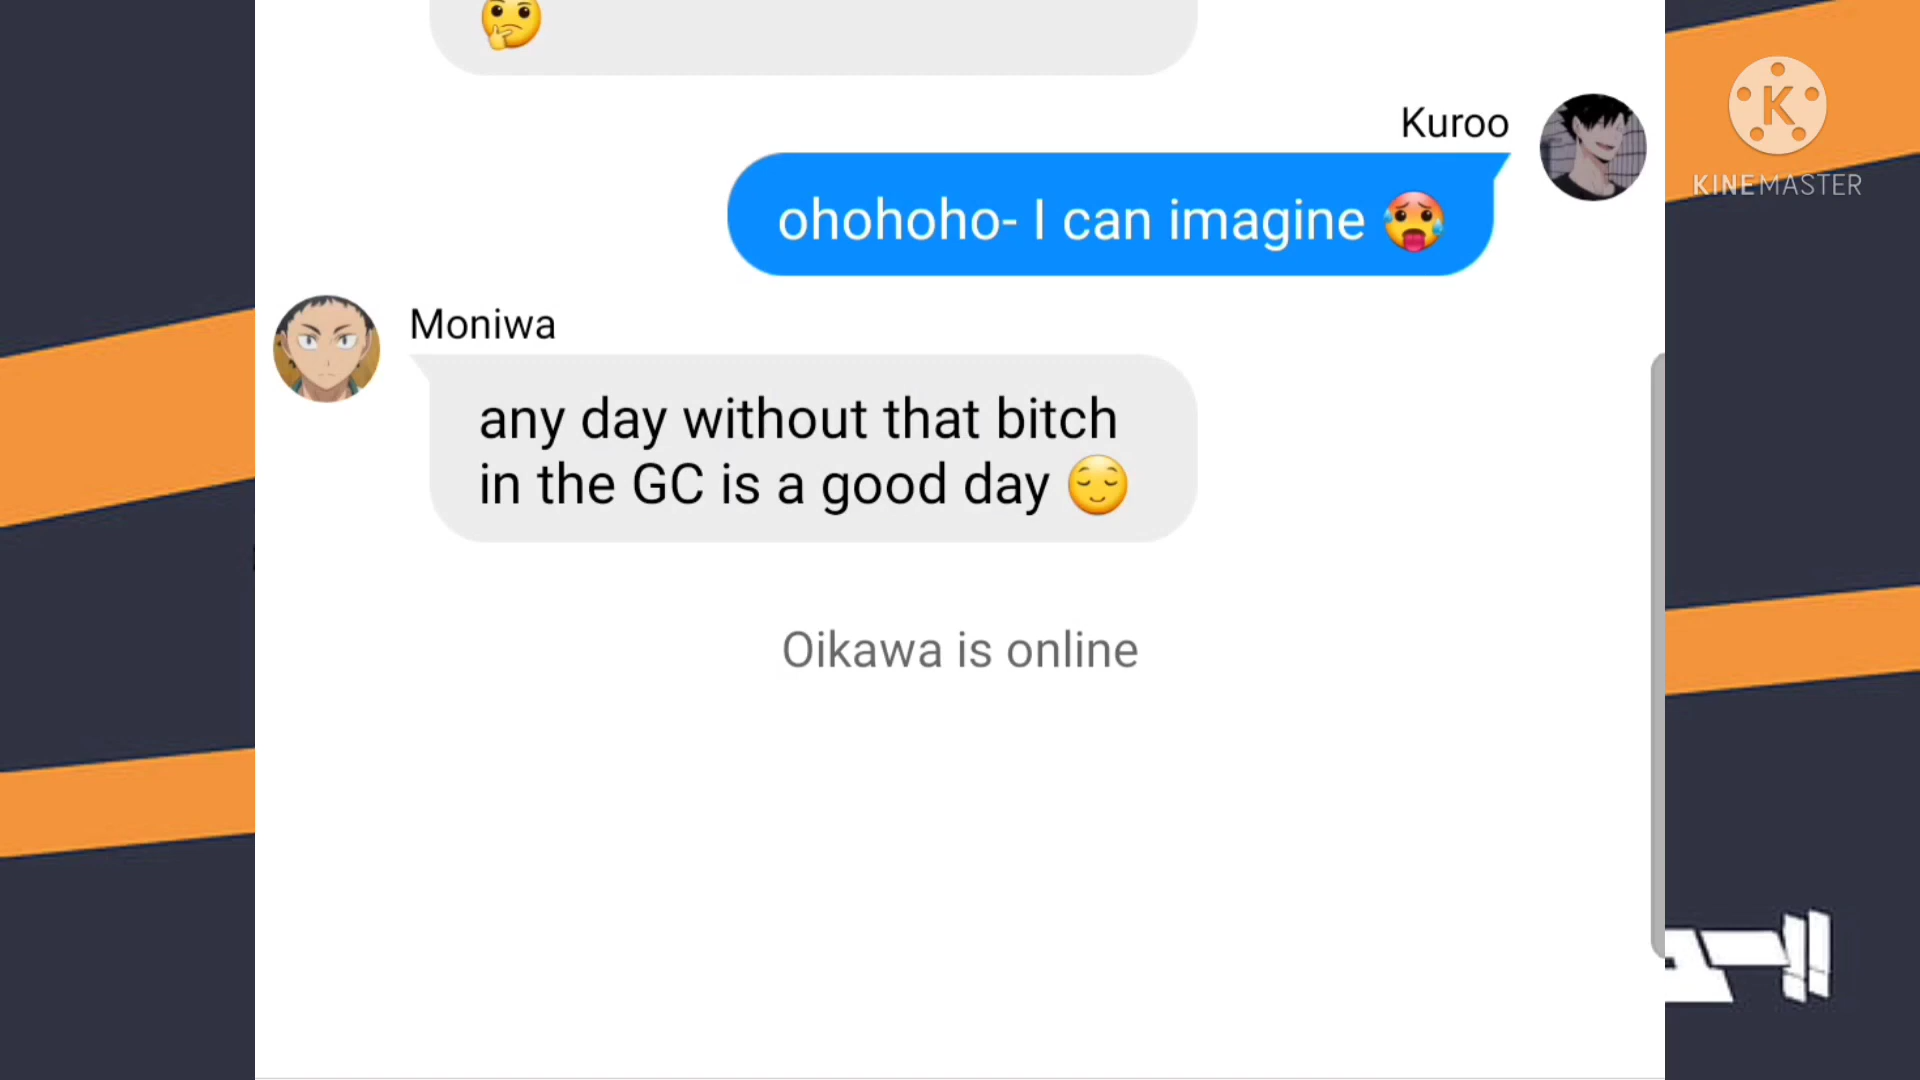 🤔
Kuroo
ohohoho- I can imagine 🥵
Moniwa
any day without that bitch
in the GC is a good day 😌
Oikawa is online
K
KINEMASTER